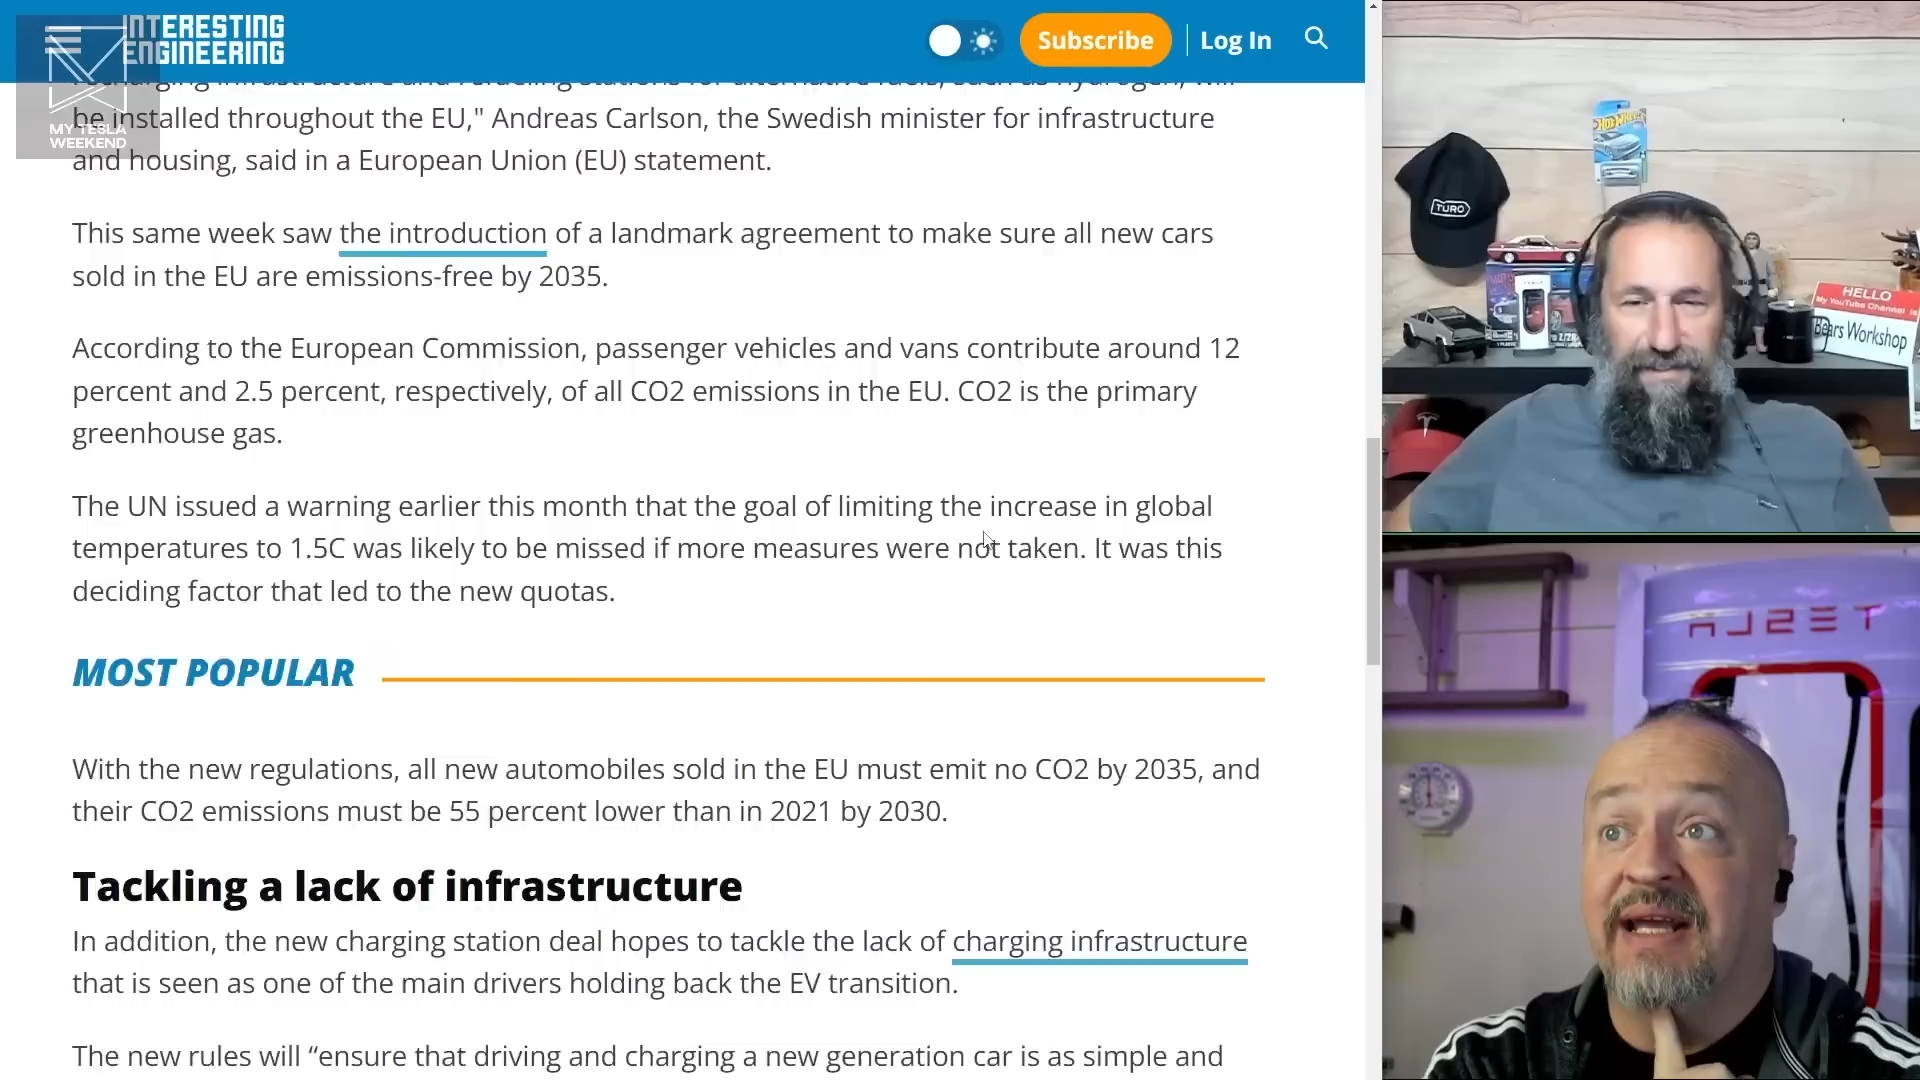 INTERESTING
ENGINEERING
Subscribe
Log In
MY TESLA
WEEKEND
be installed throughout the EU," Andreas Carlson, the Swedish minister for infrastructure
and housing, said in a European Union (EU) statement.
This same week saw the introduction of a landmark agreement to make sure all new cars
sold in the EU are emissions-free by 2035.
According to the European Commission, passenger vehicles and vans contribute around 12
percent and 2.5 percent, respectively, of all CO2 emissions in the EU. CO2 is the primary
greenhouse gas.
The UN issued a warning earlier this month that the goal of limiting the increase in global
temperatures to 1.5C was likely to be missed if more measures were not taken. It was this
deciding factor that led to the new quotas.
MOST POPULAR
With the new regulations, all new automobiles sold in the EU must emit no CO2 by 2035, and
their CO2 emissions must be 55 percent lower than in 2021 by 2030.
Tackling a lack of infrastructure
In addition, the new charging station deal hopes to tackle the lack of charging infrastructure
that is seen as one of the main drivers holding back the EV transition.
The new rules will “ensure that driving and charging a new generation car is as simple and
HOT WHEELS
TURO
HELLO
My YouTube Channel is
Bears Workshop
TESLA